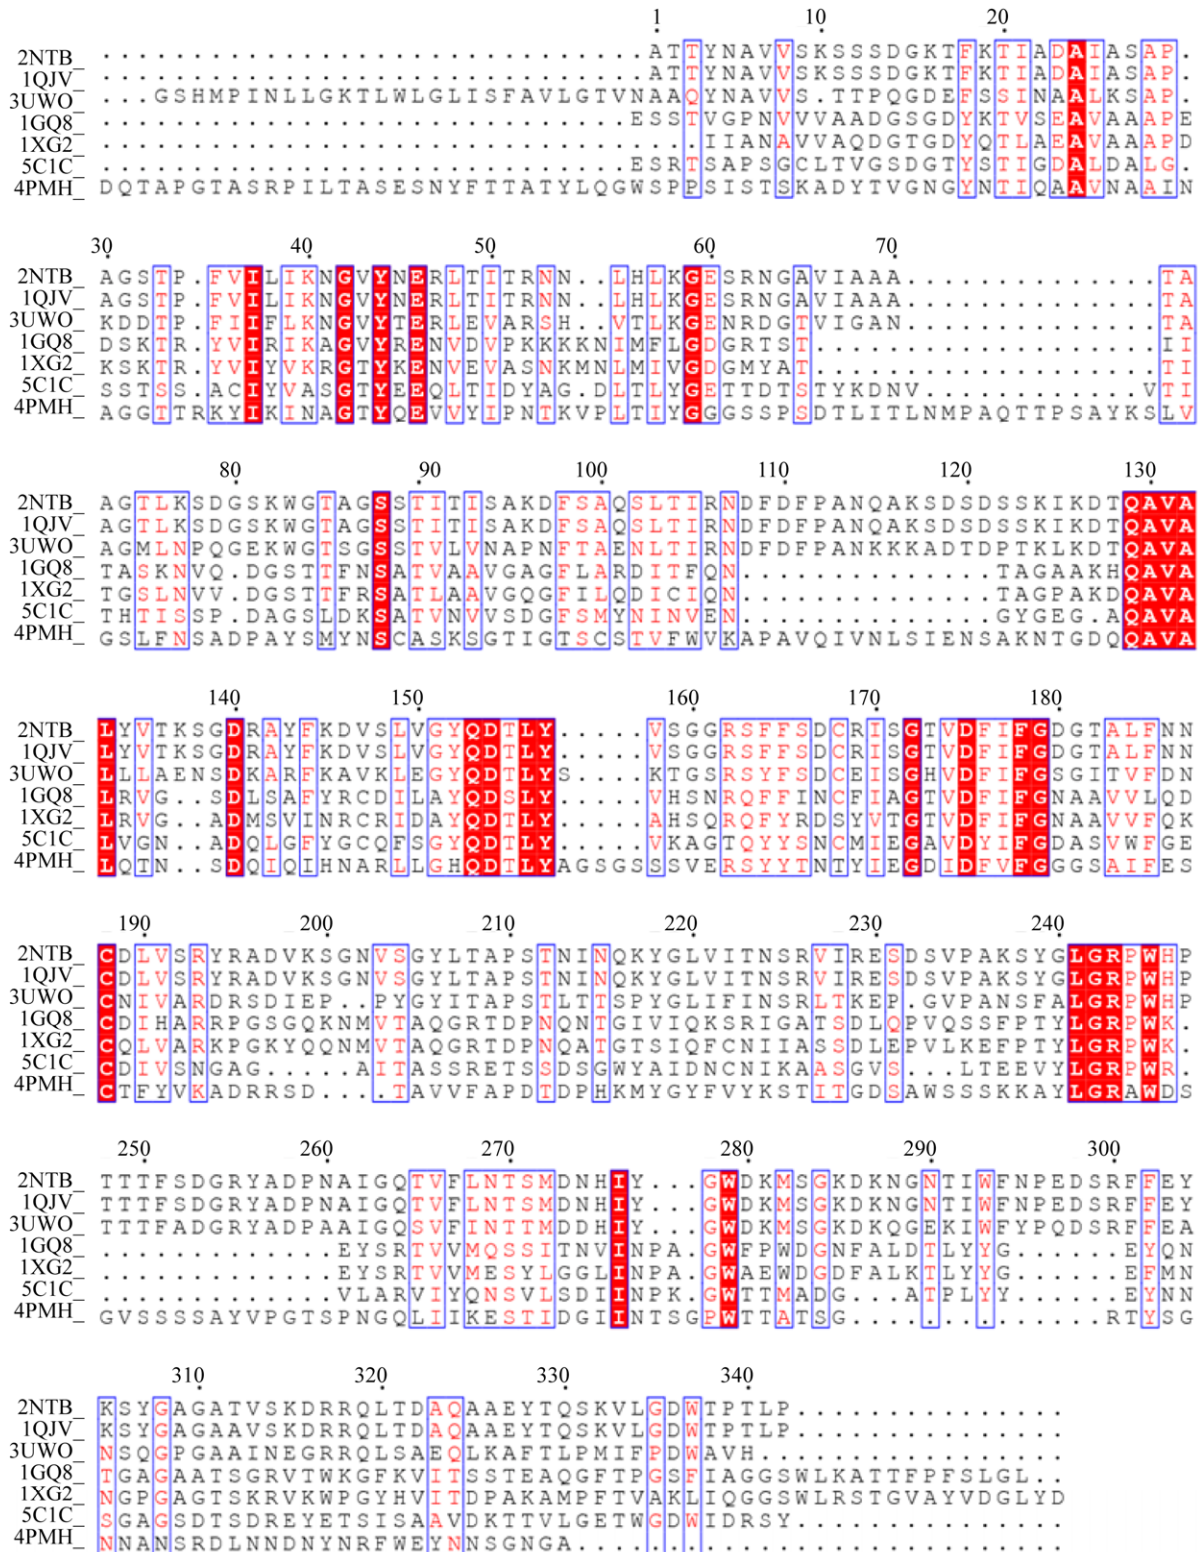 1 10 20
2NTB_ ..............................ATTYNAVVSKSSSDGKTFKTIADAIASAP.
1QJV_ ..............................ATTYNAVVSKSSSDGKTFKTIADAIASAP.
3UWO_ ...GSHMPINLLGKTLWLGLISFAVLGTVNAAQYNAVVS.TTPQGDEFSSINAALKSAP.
1GQ8_ .............................ESSTVGPNVVVAADGSGDYKTVSEAVAAAPE
1XG2_ .................................IIANAVVAQDGTGDYQTLAEAVAAAPD
5C1C_ .............................ESRTSAPSGCLTVGSDGTYSTIGDALDALG.
4PMH_ DQTAPGTASRPILTASESNYFTTATYLQGWSPPSISTSKADYTVGNGYNTIQAAVNAAIN
30 40 50 60 70
2NTB_ AGSTP.FVILIKNGVYNERLTITRNN..LHLKGESRNGAVIAAA..............TA
1QJV_ AGSTP.FVILIKNGVYNERLTITRNN..LHLKGESRNGAVIAAA..............TA
3UWO_ KDDTP.FIIFLKNGVYTERLEVARSH..VTLKGENRDGTVIGAN..............TA
1GQ8_ DSKTR.YVIRIKAGVYRENVDVPKKKKNIMFLGDGRTST...................II
1XG2_ KSKTR.YVIYVKRGTYKENVEVASNKMNLMIVGDGMYAT...................TI
5C1C_ SSTSS.ACIYVASGTYEEQLTIDYAG.DLTLYGETTDTSTYKDNV............VTI
4PMH_ AGGTTRKYIKINAGTYQEVVYIPNTKVPLTIYGGGSSPSDTLITLNMPAQTTPSAYKSLV
80 90 100 110 120 130
2NTB_ AGTLKSDGSKWGTAGSSTITISAKDFSAQSLTIRNDFDFPANQAKSDSDSSKIKDTQAVA
1QJV_ AGTLKSDGSKWGTAGSSTITISAKDFSAQSLTIRNDFDFPANQAKSDSDSSKIKDTQAVA
3UWO_ AGMLNPQGEKWGTSGSSTVLVNAPNFTAENLTIRNDFDFPANKKKADTDPTKLKDTQAVA
1GQ8_ TASKNVQ.DGSTTFNSATVAAVGAGFLARDITFQN..............TAGAAKHQAVA
1XG2_ TGSLNVV.DGSTTFRSATLAAVGQGFILQDICIQN..............TAGPAKDQAVA
5C1C_ THTISSP.DAGSLDKSATVNVVSDGFSMYNINVEN..............GYGEG.AQAVA
4PMH_ GSLFNSADPAYSMYNSCASKSGTIGTSCSTVFWVKAPAVQIVNLSIENSAKNTGDQQAVA
140 150 160 170 180
2NTB_ LYVTKSGDRAYFKDVSLVGYQDTLY.....VSGGRSFFSDCRISGTVDFIFGDGTALFNN
1QJV_ LYVTKSGDRAYFKDVSLVGYQDTLY.....VSGGRSFFSDCRISGTVDFIFGDGTALFNN
3UWO_ LLLAENSDKARFKAVKLEGYQDTLYS....KTGSRSYFSDCEISGHVDFIFGSGITVFDN
1GQ8_ LRVG..SDLSAFYRCDILAYQDSLY.....VHSNRQFFINCFIAGTVDFIFGNAAVVLQD
1XG2_ LRVG..ADMSVINRCRIDAYQDTLY.....AHSQRQFYRDSYVTGTVDFIFGNAAVVFQK
5C1C_ LVGN..ADQLGFYGCQFSGYQDTLY.....VKAGTQYYSNCMIEGAVDYIFGDASVWFGE
4PMH_ LQTN..SDQIQIHNARLLGHQDTLYAGSGSSSVERSYYTNTYIEGDIDFVFGGGSAIFES
190 200 210 220 230 240
2NTB_ CDLVSRYRADVKSGNVSGYLTAPSTNINQKYGLVITNSRVIRESDSVPAKSYGLGRPWHP
1QJV_ CDLVSRYRADVKSGNVSGYLTAPSTNINQKYGLVITNSRVIRESDSVPAKSYGLGRPWHP
3UWO_ CNIVARDRSDIEP..PYGYITAPSTLTTSPYGLIFINSRLTKEP.GVPANSFALGRPWHP
1GQ8_ CDIHARRPGSGQKNMVTAQGRTDPNQNTGIVIQKSRIGATSDLQPVQSSFPTYLGRPWK.
1XG2_ CQLVARKPGKYQQNMVTAQGRTDPNQATGTSIQFCNIIASSDLEPVLKEFPTYLGRPWK.
5C1C_ CDIVSNGAG.....AITASSRETSSDSGWYAIDNCNIKAASGVS...LTEEVYLGRPWR.
4PMH_ CTFYVKADRRSD....TAVVFAPDTDPHKMYGYFVYKSTITGDSAWSSSKKAYLGRAWDS
250 260 270 280 290 300
2NTB_ TTTFSDGRYADPNAIGQTVFLNTSMDNHIY...GWDKMSGKDKNGNTIWFNPEDSRFFEY
1QJV_ TTTFSDGRYADPNAIGQTVFLNTSMDNHIY...GWDKMSGKDKNGNTIWFNPEDSRFFEY
3UWO_ TTTFADGRYADPAAIGQSVFINTTMDDHIY...GWDKMSGKDKQGEKIWFYPQDSRFFEA
1GQ8_ .............EYSRTVVMQSSITNVINPA.GWFPWDGNFALDTLYYG......EYQN
1XG2_ .............EYSRTVVMESYLGGLINPA.GWAEWDGDFALKTLYYG......EFMN
5C1C_ .............VLARVIYQNSVLSDIINPK.GWTTMADG...ATPLYY......EYNN
4PMH_ GVSSSSSAYVPGTSPNGQLIIKESTIDGIINTSGPWTTATSG..............RTYSG
310 320 330 340
2NTB_ KSYGAGATVSKDRRQLTDAQAAEYTQSKVLGDWTPTLP...............
1QJV_ KSYGAGAAVSKDRRQLTDAQAAEYTQSKVLGDWTPTLP...............
3UWO_ NSQGPGAAINEGRRQLSAEQLKAFTLPMIFPDWAVH.................
1GQ8_ TGAGAATSGRVTWKGFKVITSSTEAQGFTPGSFIAGGSWLKATTFPFSLGL..
1XG2_ NGPGAGTSKRVKWPGYHVITDPAKAMPFTVAKLIQGGSWLRSTGVAYVDGLYD
5C1C_ SGAGSDTSDREYETSISAAVDKTTVLGETWGDWIDRSY...............
4PMH_ NNANSRDLNNDNYNRFWEYNNSGNGA...........................